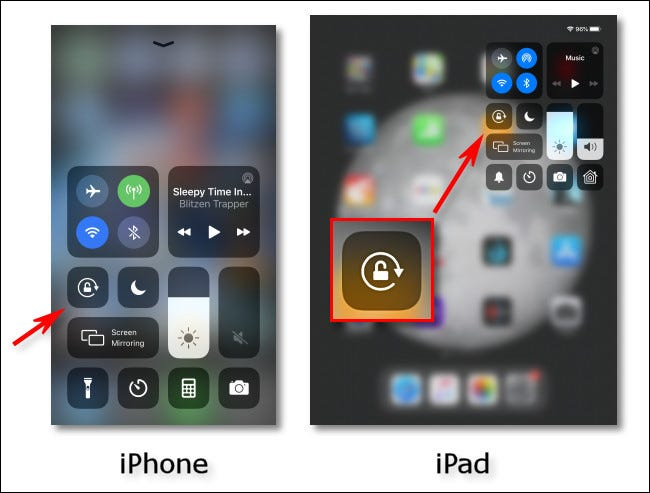 96%
Music
Sleepy Time In...
Blitzen Trapper
Screen
Mirroring
Screen
Mirroring
iPhone
iPad